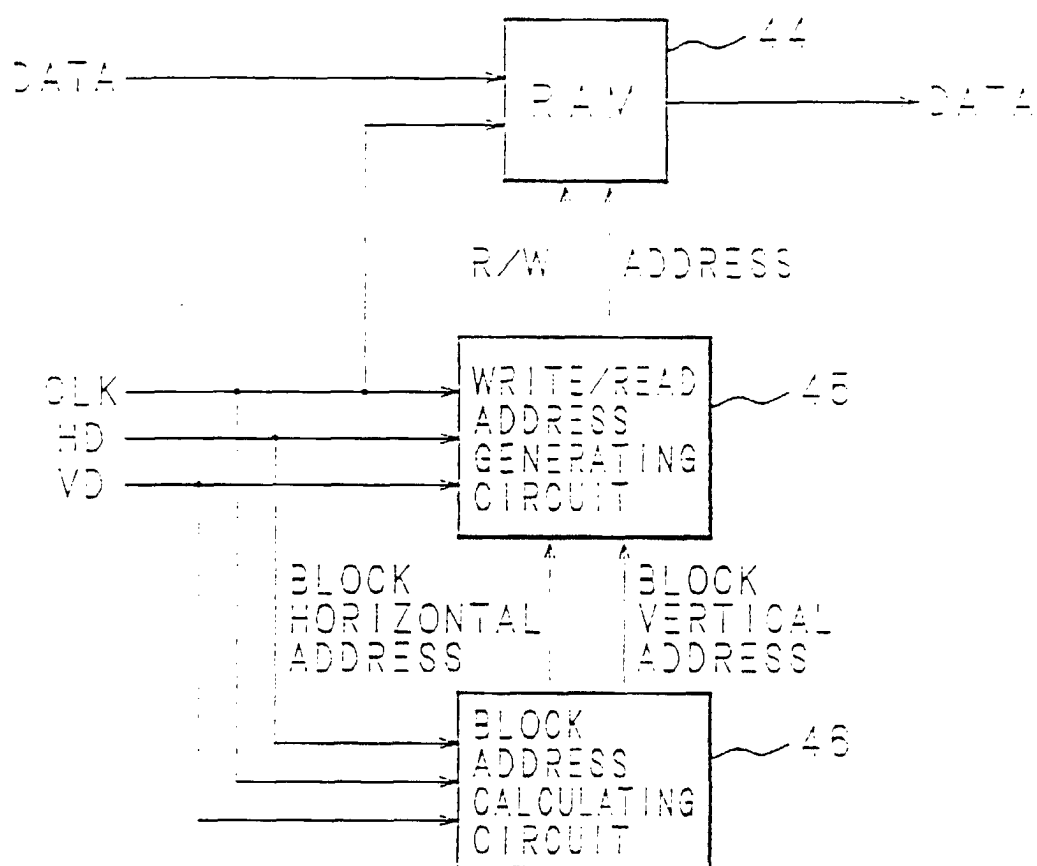 44
DATA
RAM
DATA
R/W ADDRESS
CLK
HD
VD
WRITE/READ
ADDRESS
GENERATING
CIRCUIT
45
BLOCK
HORIZONTAL
ADDRESS
BLOCK
VERTICAL
ADDRESS
BLOCK
ADDRESS
CALCULATING
CIRCUIT
46